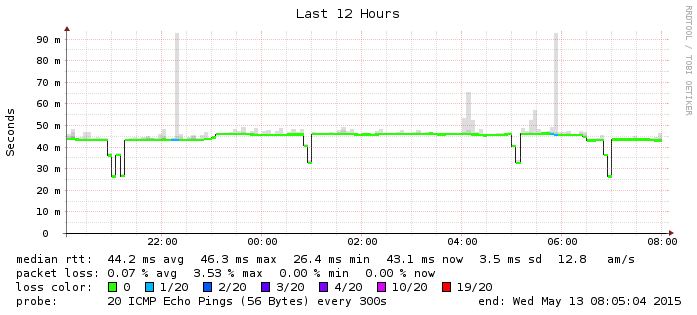 Last 12 Hours
RRDTOOL / TOBI OETIKER
Seconds
90 m
80 m
70 m
60 m
50 m
40 m
30 m
20 m
10 m
0
22:00 00:00 02:00 04:00 06:00 08:00
median rtt: 44.2 ms avg 46.3 ms max 26.4 ms min 43.1 ms now 3.5 ms sd 12.8 am/s
packet loss: 0.07 % avg 3.53 % max 0.00 % min 0.00 % now
loss color: 0 1/20 2/20 3/20 4/20 10/20 19/20
probe: 20 ICMP Echo Pings (56 Bytes) every 300s end: Wed May 13 08:05:04 2015